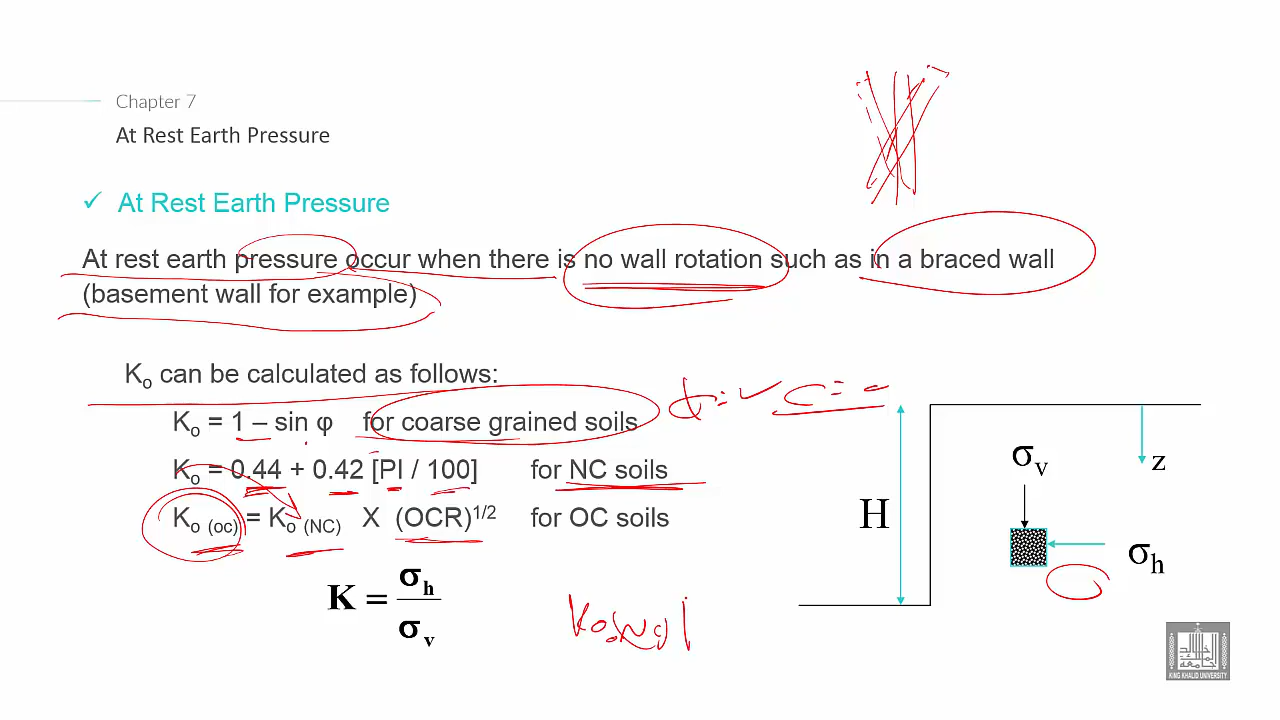 Chapter 7
At Rest Earth Pressure
✓ At Rest Earth Pressure
At rest earth pressure occur when there is no wall rotation such as in a braced wall
(basement wall for example)
Ko can be calculated as follows:
Ko = 1 – sin φ for coarse grained soils
Ko = 0.44 + 0.42 [PI / 100] for NC soils
Ko (oc) = Ko (NC) X (OCR)1/2 for OC soils
K = σh
σv
H
σv
z
σh
KING KHALID UNIVERSITY